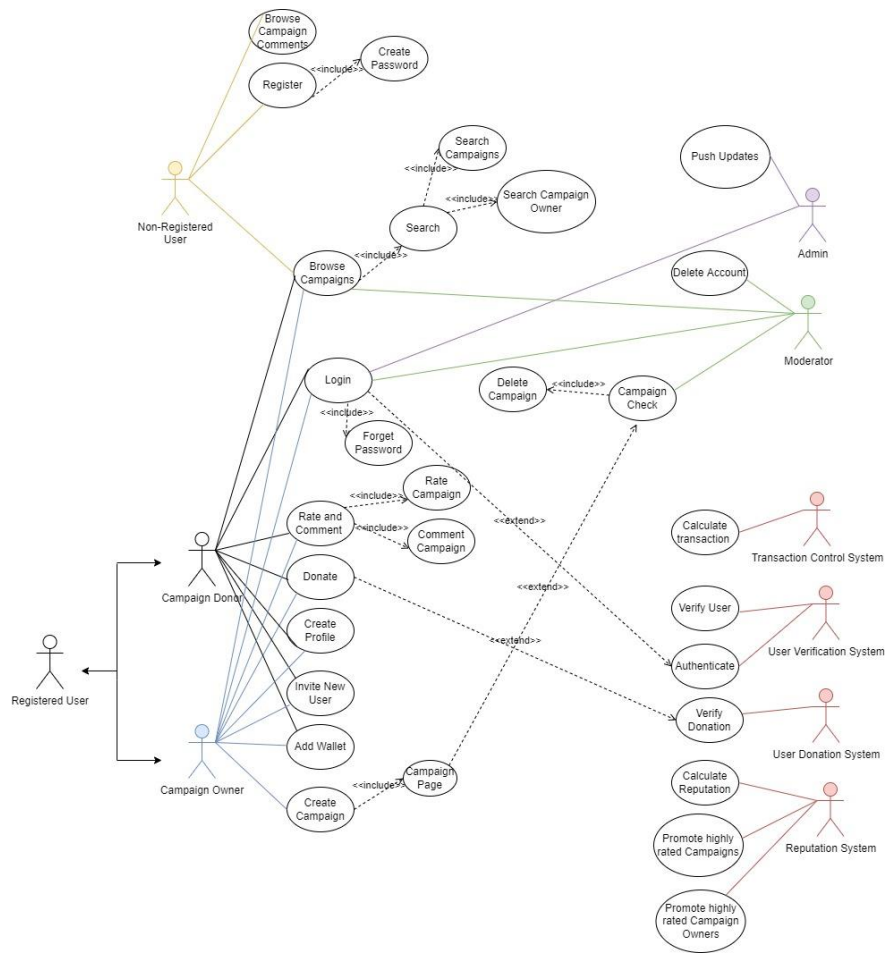 Browse
Campaign
Comments
Create
Password
<<include>>
Register
Search
Campaigns
Push Updates
<<include>>
Search Campaign
Owner
<<include>>
Non-Registered
User
Search
Admin
<<include>>
Browse
Campaigns
Delete Account
Moderator
Login
Delete
Campaign
<<include>>
Campaign
Check
<<include>>
Forget
Password
Rate
Campaign
<<include>>
Rate and
Comment
<<include>>
Comment
Campaign
<<extend>>
Calculate
transaction
Transaction Control System
Campaign Donor
Donate
<<extend>>
Create
Profile
<<extend>>
Verify User
User Verification System
Authenticate
Registered User
Invite New
User
Verify
Donation
User Donation System
Add Wallet
Campaign Owner
Create
Campaign
<<include>>
Campaign
Page
Calculate
Reputation
Promote highly
rated Campaigns
Reputation System
Promote highly
rated Campaign
Owners